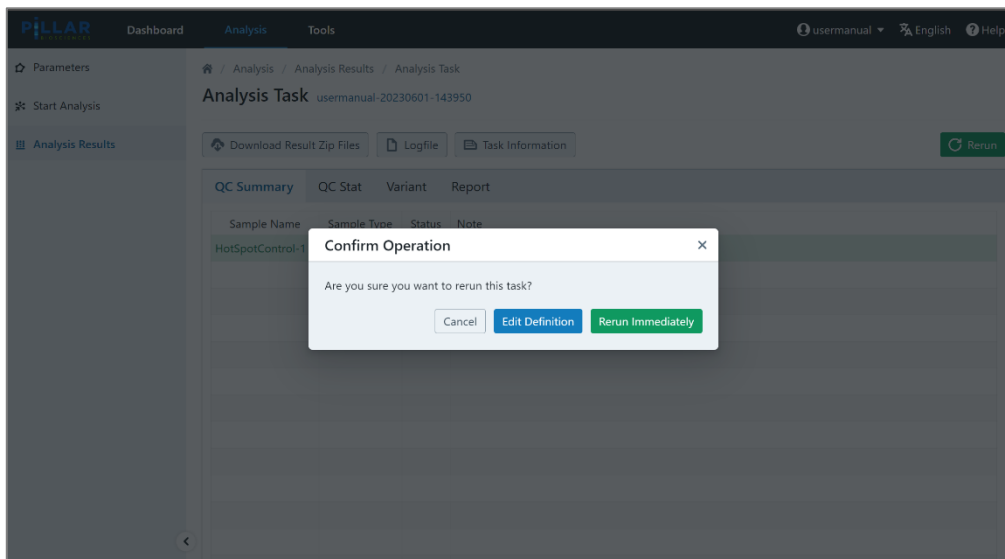 PiLLAR
BIOSCIENCES
Dashboard Analysis Tools usermanual English Help
Parameters
Start Analysis
Analysis Results
/ Analysis / Analysis Results / Analysis Task
Analysis Task usermanual-20230601-143950
Download Result Zip Files Logfile Task Information Rerun
QC Summary QC Stat Variant Report
Sample Name Sample Type Status Note
HotSpotControl-1
Confirm Operation
Are you sure you want to rerun this task?
Cancel Edit Definition Rerun Immediately